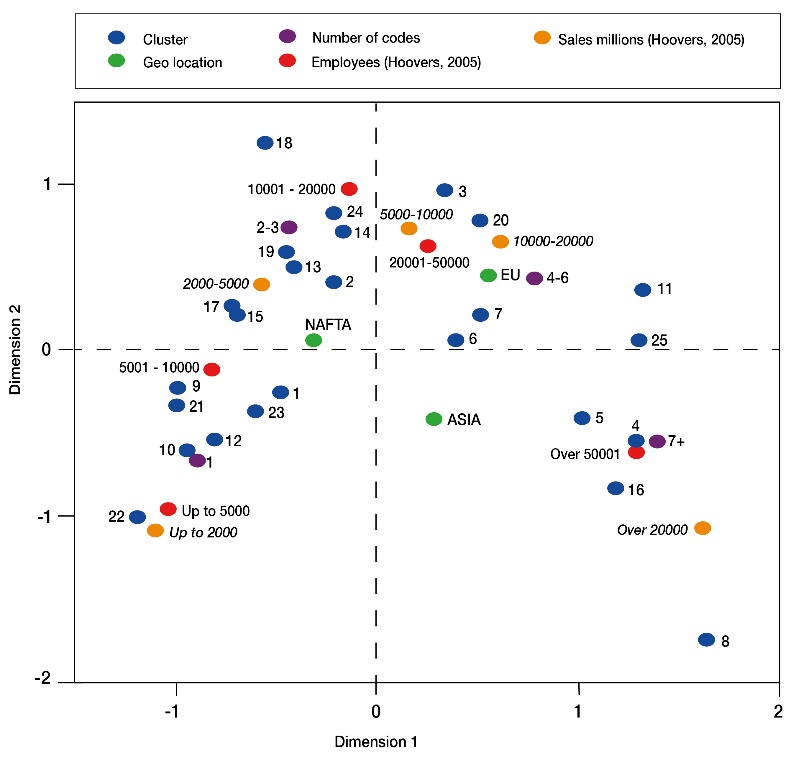 Cluster
Number of codes
Sales millions (Hoovers, 2005)
Geo location
Employees (Hoovers, 2005)
18
1
10001 - 20000
3
24
5000-10000
20
2-3
14
10000-20000
19
20001-50000
13
EU
4-6
2000-5000
2
11
17
15
7
NAFTA
6
25
0
5001 - 10000
9
1
21
23
ASIA
5
4
12
7+
10
Over 50001
1
16
Up to 5000
-1
22
Up to 2000
Over 20000
8
-2
-1
0
1
2
Dimension 1
Dimension 2